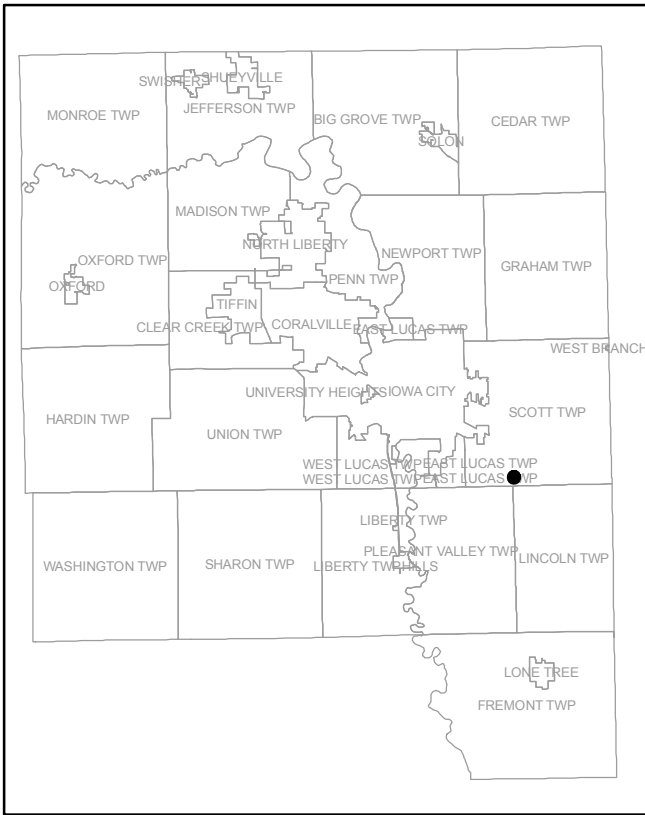 SWISHER SHUEYVILLE
MONROE TWP
JEFFERSON TWP
BIG GROVE TWP
CEDAR TWP
SOLON
MADISON TWP
NORTH LIBERTY
OXFORD TWP
NEWPORT TWP
GRAHAM TWP
PENN TWP
OXFORD
TIFFIN
CLEAR CREEK TWP
CORALVILLE
EAST LUCAS TWP
WEST BRANCH
UNIVERSITY HEIGHTS
IOWA CITY
HARDIN TWP
SCOTT TWP
UNION TWP
WEST LUCAS TWP
EAST LUCAS TWP
WEST LUCAS TWP
EAST LUCAS TWP
LIBERTY TWP
PLEASANT VALLEY TWP
WASHINGTON TWP
SHARON TWP
LIBERTY TWP
HILLS
LINCOLN TWP
LONE TREE
FREMONT TWP